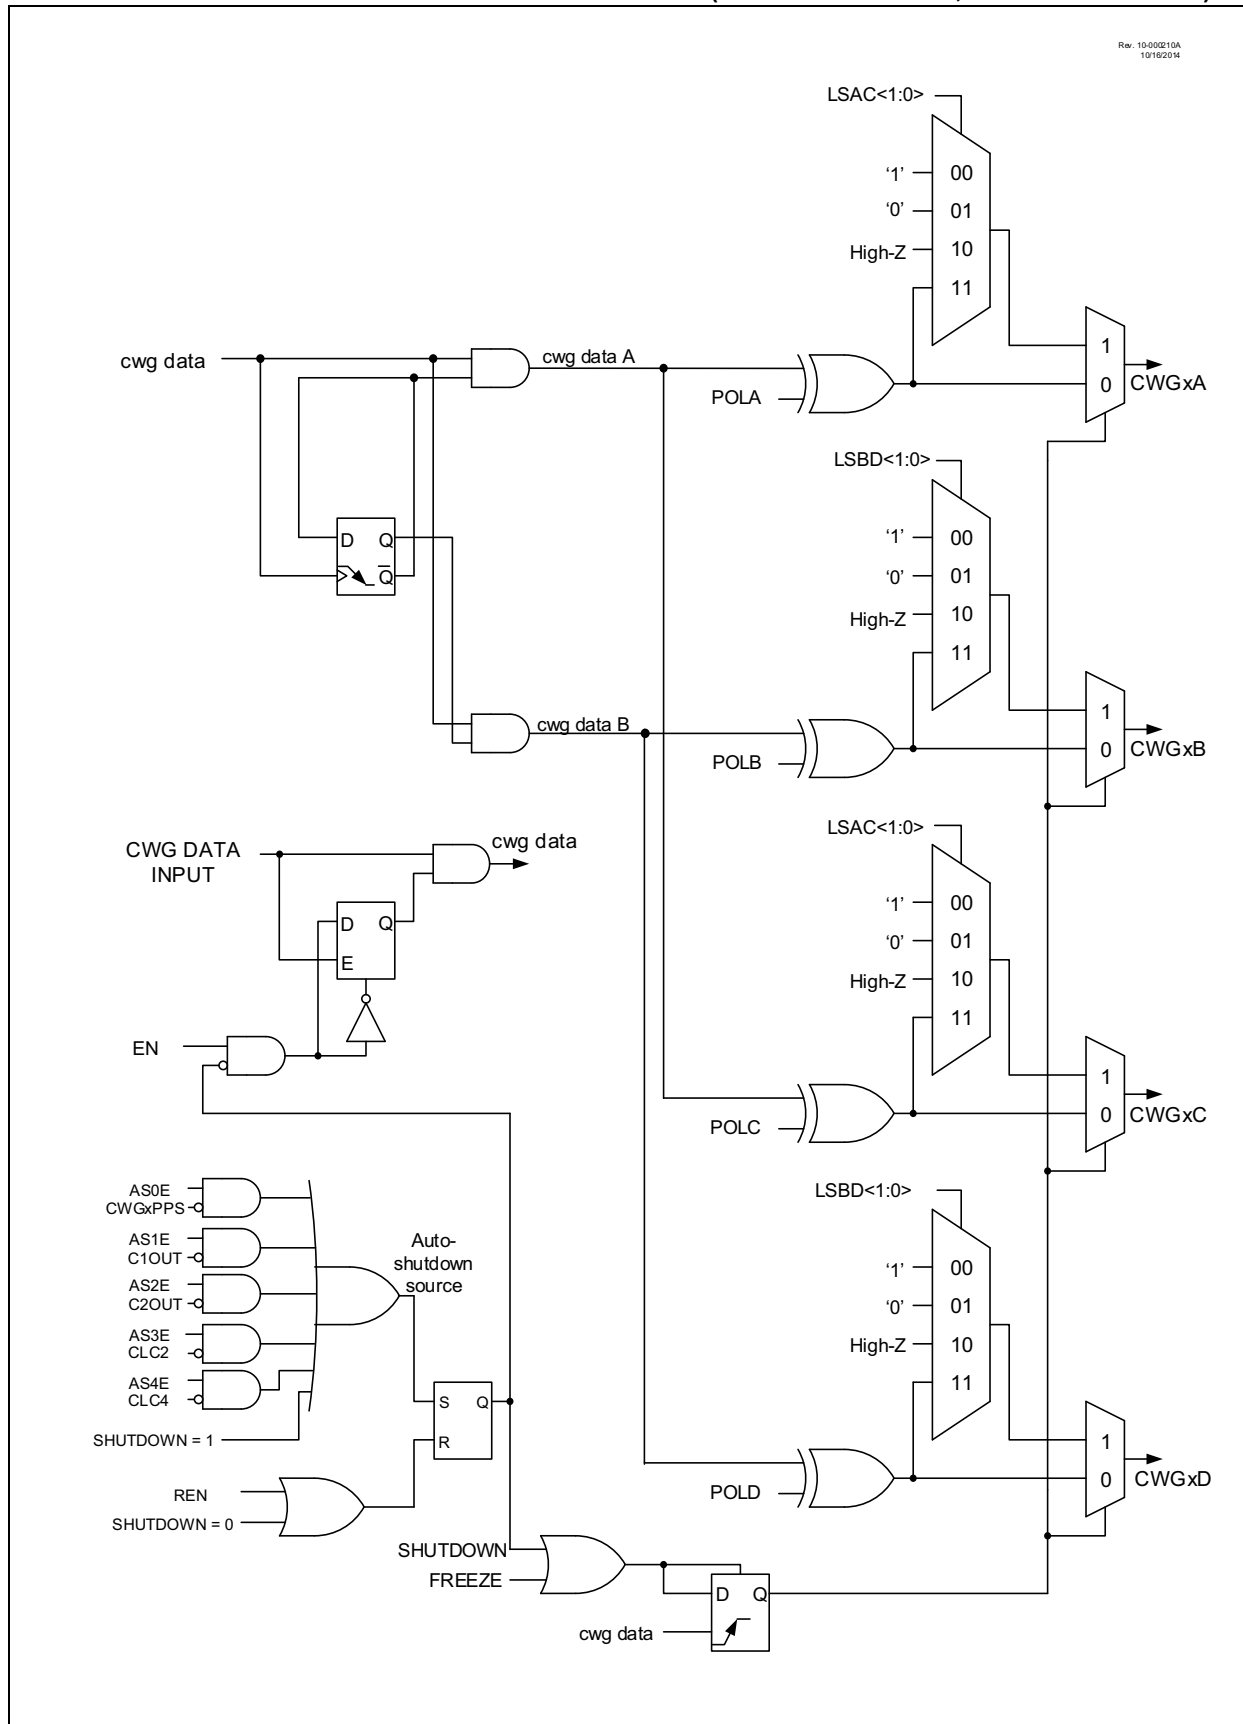 Rev. 10-000210A
10/16/2014
LSAC<1:0>
'1'
00
'0'
01
High-Z
10
11
1
0
CWGxA
cwg data
cwg data A
POLA
LSBD<1:0>
'1'
00
'0'
01
High-Z
10
11
1
0
CWGxB
D
Q
Q
cwg data B
POLB
CWG DATA
INPUT
cwg data
D
Q
E
EN
LSAC<1:0>
'1'
00
'0'
01
High-Z
10
11
1
0
CWGxC
POLC
AS0E
CWGxPPS
AS1E
C1OUT
AS2E
C2OUT
AS3E
CLC2
AS4E
CLC4
SHUTDOWN = 1
Auto-
shutdown
source
S
Q
R
REN
SHUTDOWN = 0
LSBD<1:0>
'1'
00
'0'
01
High-Z
10
11
1
0
CWGxD
POLD
SHUTDOWN
FREEZE
D
Q
cwg data